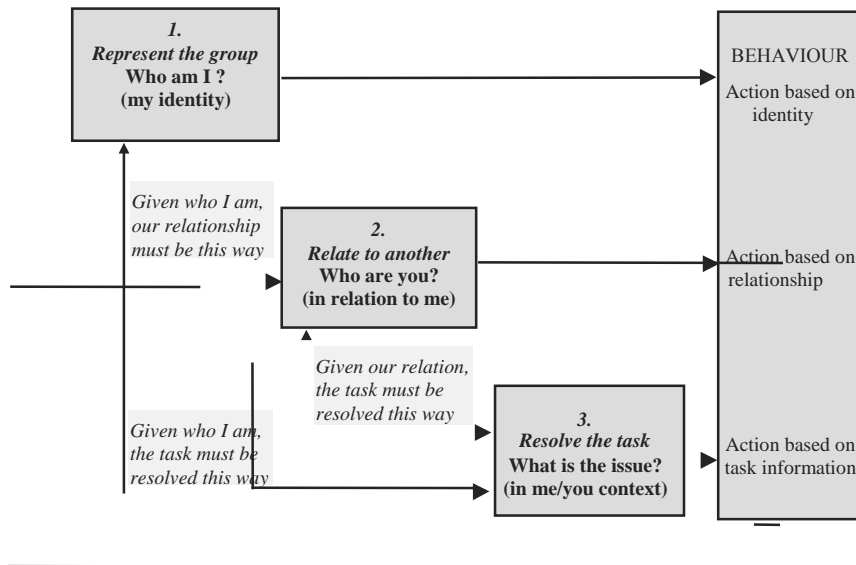 1.
Represent the group
Who am I ?
(my identity)
BEHAVIOUR
Action based on
identity
Given who I am,
our relationship
must be this way
2.
Relate to another
Who are you?
(in relation to me)
Action based on
relationship
Given our relation,
the task must be
resolved this way
Given who I am,
the task must be
resolved this way
3.
Resolve the task
What is the issue?
(in me/you context)
Action based on
task information